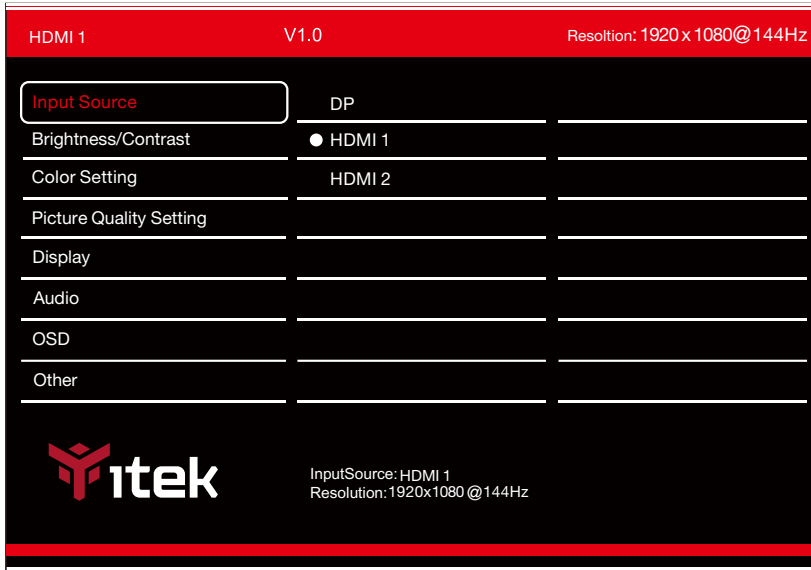 HDMI 1 V1.0 Resoltion: 1920 x 1080@144Hz
Input Source DP
Brightness/Contrast HDMI 1
Color Setting HDMI 2
Picture Quality Setting
Display
Audio
OSD
Other
Yitek
InputSource: HDMI 1
Resolution: 1920x1080 @144Hz